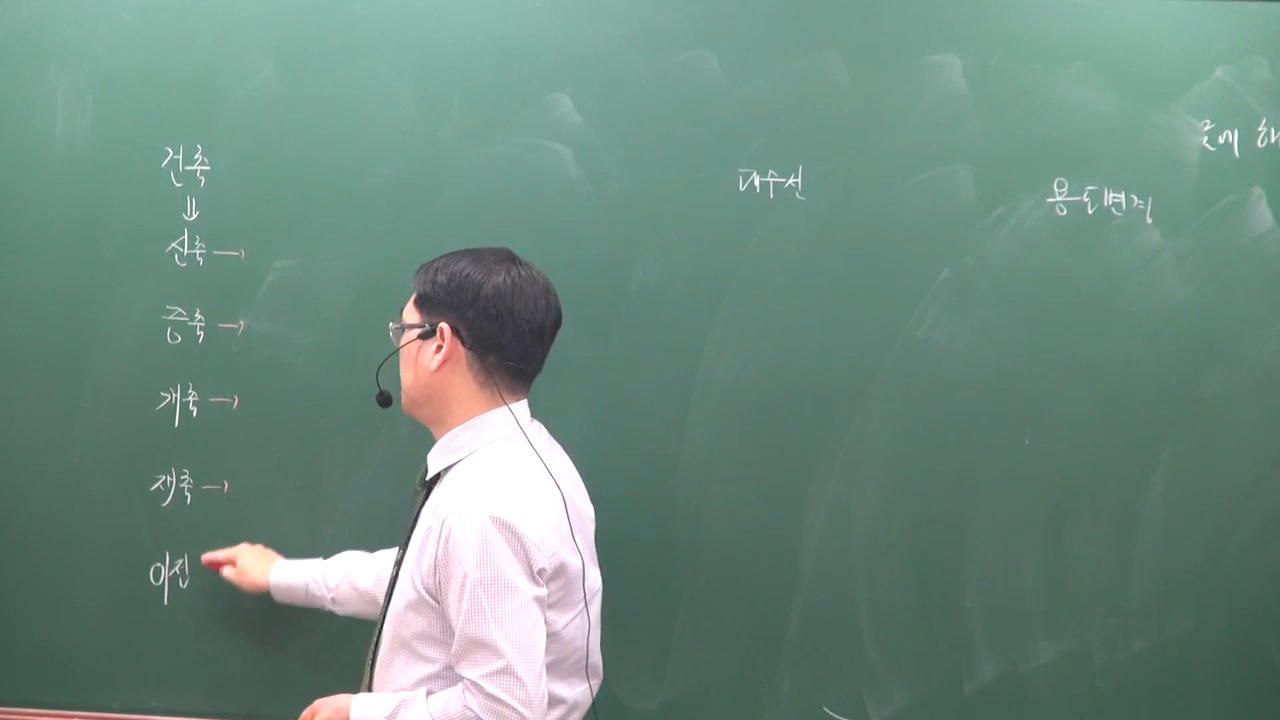 건축
⇓
신축 →
증축 →
개축 →
재축 →
이전
대수선
용도변경